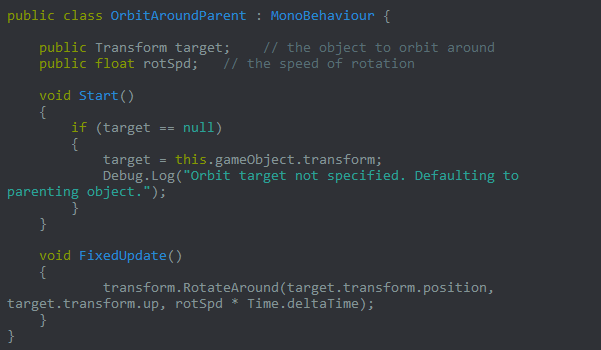 public class OrbitAroundParent : MonoBehaviour {
public Transform target;    // the object to orbit around
public float rotSpd;   // the speed of rotation
void Start()
{
if (target == null)
{
target = this.gameObject.transform;
Debug.Log("Orbit target not specified. Defaulting to
parenting object.");
}
}
void FixedUpdate()
{
transform.RotateAround(target.transform.position,
target.transform.up, rotSpd * Time.deltaTime);
}
}